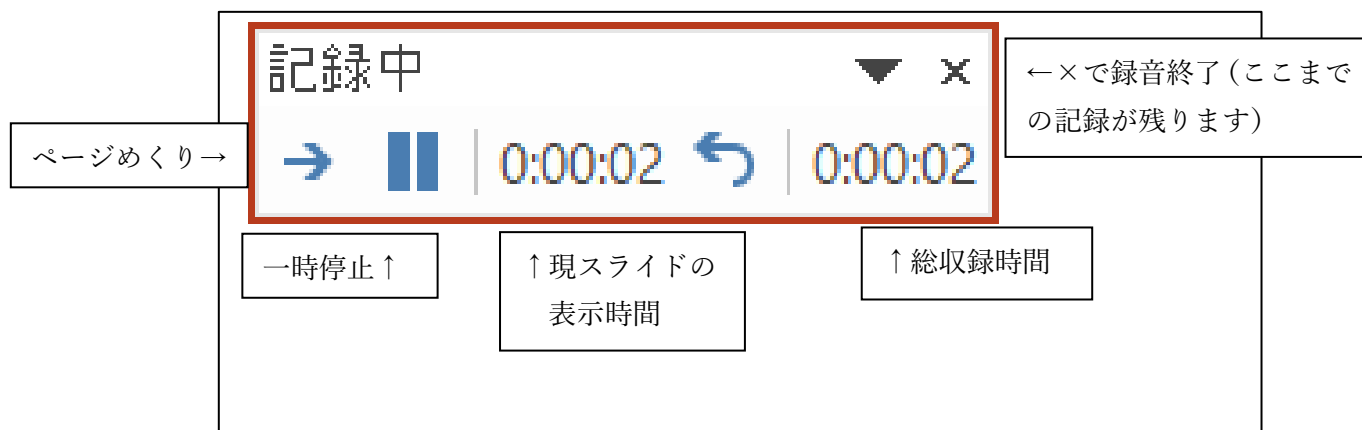 記録中
←×で録音終了(ここまで
の記録が残ります)
ページめくり→
0:00:02
0:00:02
一時停止↑
↑現スライドの
表示時間
↑総収録時間